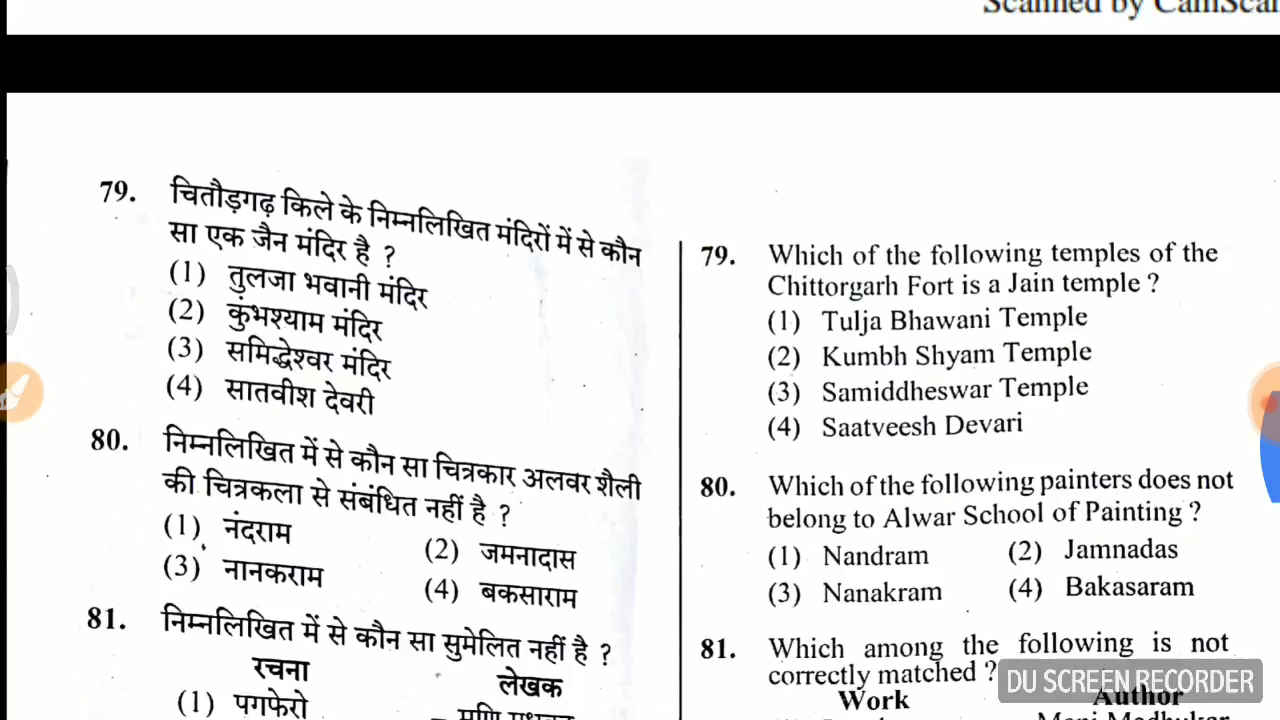 Scanned by CamScan
79. चितौड़गढ़ किले के निम्नलिखित मंदिरों में से कौन
सा एक जैन मंदिर है ?
(1) तुलजा भवानी मंदिर
(2) कुंभश्याम मंदिर
(3) समिद्धेश्वर मंदिर
(4) सातवीश देवरी
80. निम्नलिखित में से कौन सा चित्रकार अलवर शैली
की चित्रकला से संबंधित नहीं है ?
(1) नंदराम (2) जमनादास
(3) नानकराम (4) बकसाराम
81. निम्नलिखित में से कौन सा सुमेलित नहीं है ?
रचना लेखक
(1) पगफेरो
79. Which of the following temples of the
Chittorgarh Fort is a Jain temple ?
(1) Tulja Bhawani Temple
(2) Kumbh Shyam Temple
(3) Samiddheswar Temple
(4) Saatveesh Devari
80. Which of the following painters does not
belong to Alwar School of Painting ?
(1) Nandram (2) Jamnadas
(3) Nanakram (4) Bakasaram
81. Which among the following is not
correctly matched ?
Work Author
Mani Madhukar
DU SCREEN RECORDER